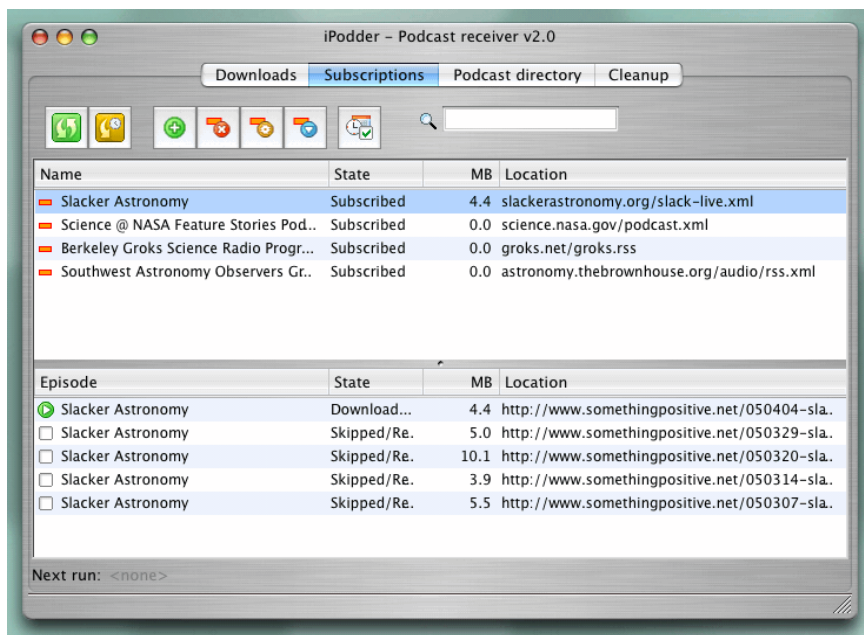 iPodder – Podcast receiver v2.0
Downloads Subscriptions Podcast directory Cleanup
Name State MB Location
Slacker Astronomy Subscribed 4.4 slackerastronomy.org/slack-live.xml
Science @ NASA Feature Stories Pod... Subscribed 0.0 science.nasa.gov/podcast.xml
Berkeley Groks Science Radio Progr... Subscribed 0.0 groks.net/groks.rss
Southwest Astronomy Observers Gr.. Subscribed 0.0 astronomy.thebrownhouse.org/audio/rss.xml
Episode State MB Location
Slacker Astronomy Download... 4.4 http://www.somethingpositive.net/050404-sla..
Slacker Astronomy Skipped/Re. 5.0 http://www.somethingpositive.net/050329-sla..
Slacker Astronomy Skipped/Re. 10.1 http://www.somethingpositive.net/050320-sla..
Slacker Astronomy Skipped/Re. 3.9 http://www.somethingpositive.net/050314-sla..
Slacker Astronomy Skipped/Re. 5.5 http://www.somethingpositive.net/050307-sla..
Next run: <none>